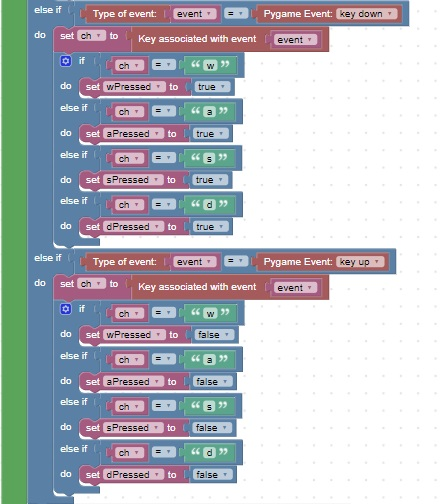 else if Type of event: event = Pygame Event: key down
do set ch to Key associated with event event
if ch = “ w ”
do set wPressed to true
else if ch = “ a ”
do set aPressed to true
else if ch = “ s ”
do set sPressed to true
else if ch = “ d ”
do set dPressed to true
else if Type of event: event = Pygame Event: key up
do set ch to Key associated with event event
if ch = “ w ”
do set wPressed to false
else if ch = “ a ”
do set aPressed to false
else if ch = “ s ”
do set sPressed to false
else if ch = “ d ”
do set dPressed to false